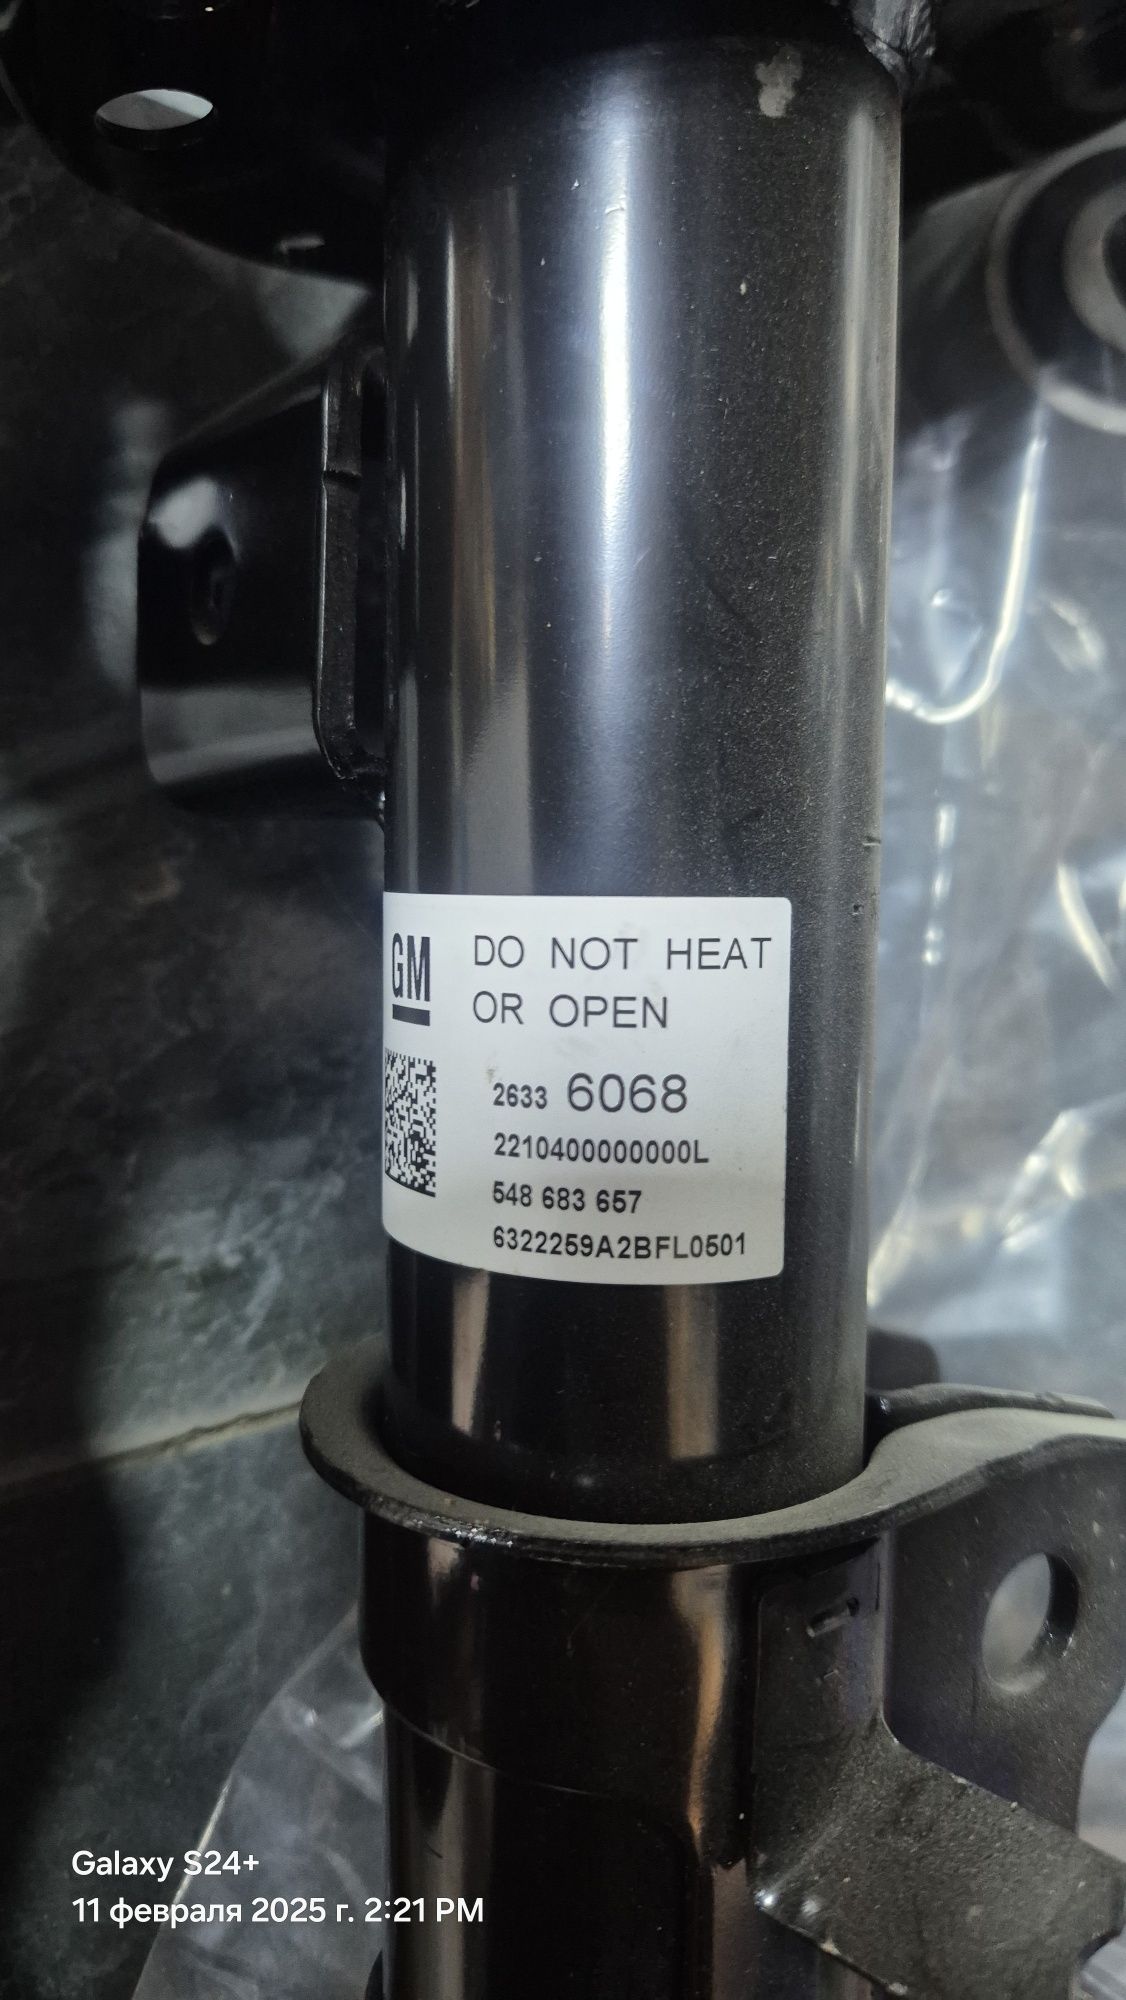 GM
DO NOT HEAT
OR OPEN
2633 6068
2210400000000L
548 683 657
6322259A2BFL0501
Galaxy S24+
11 февраля 2025 г. 2:21 PM